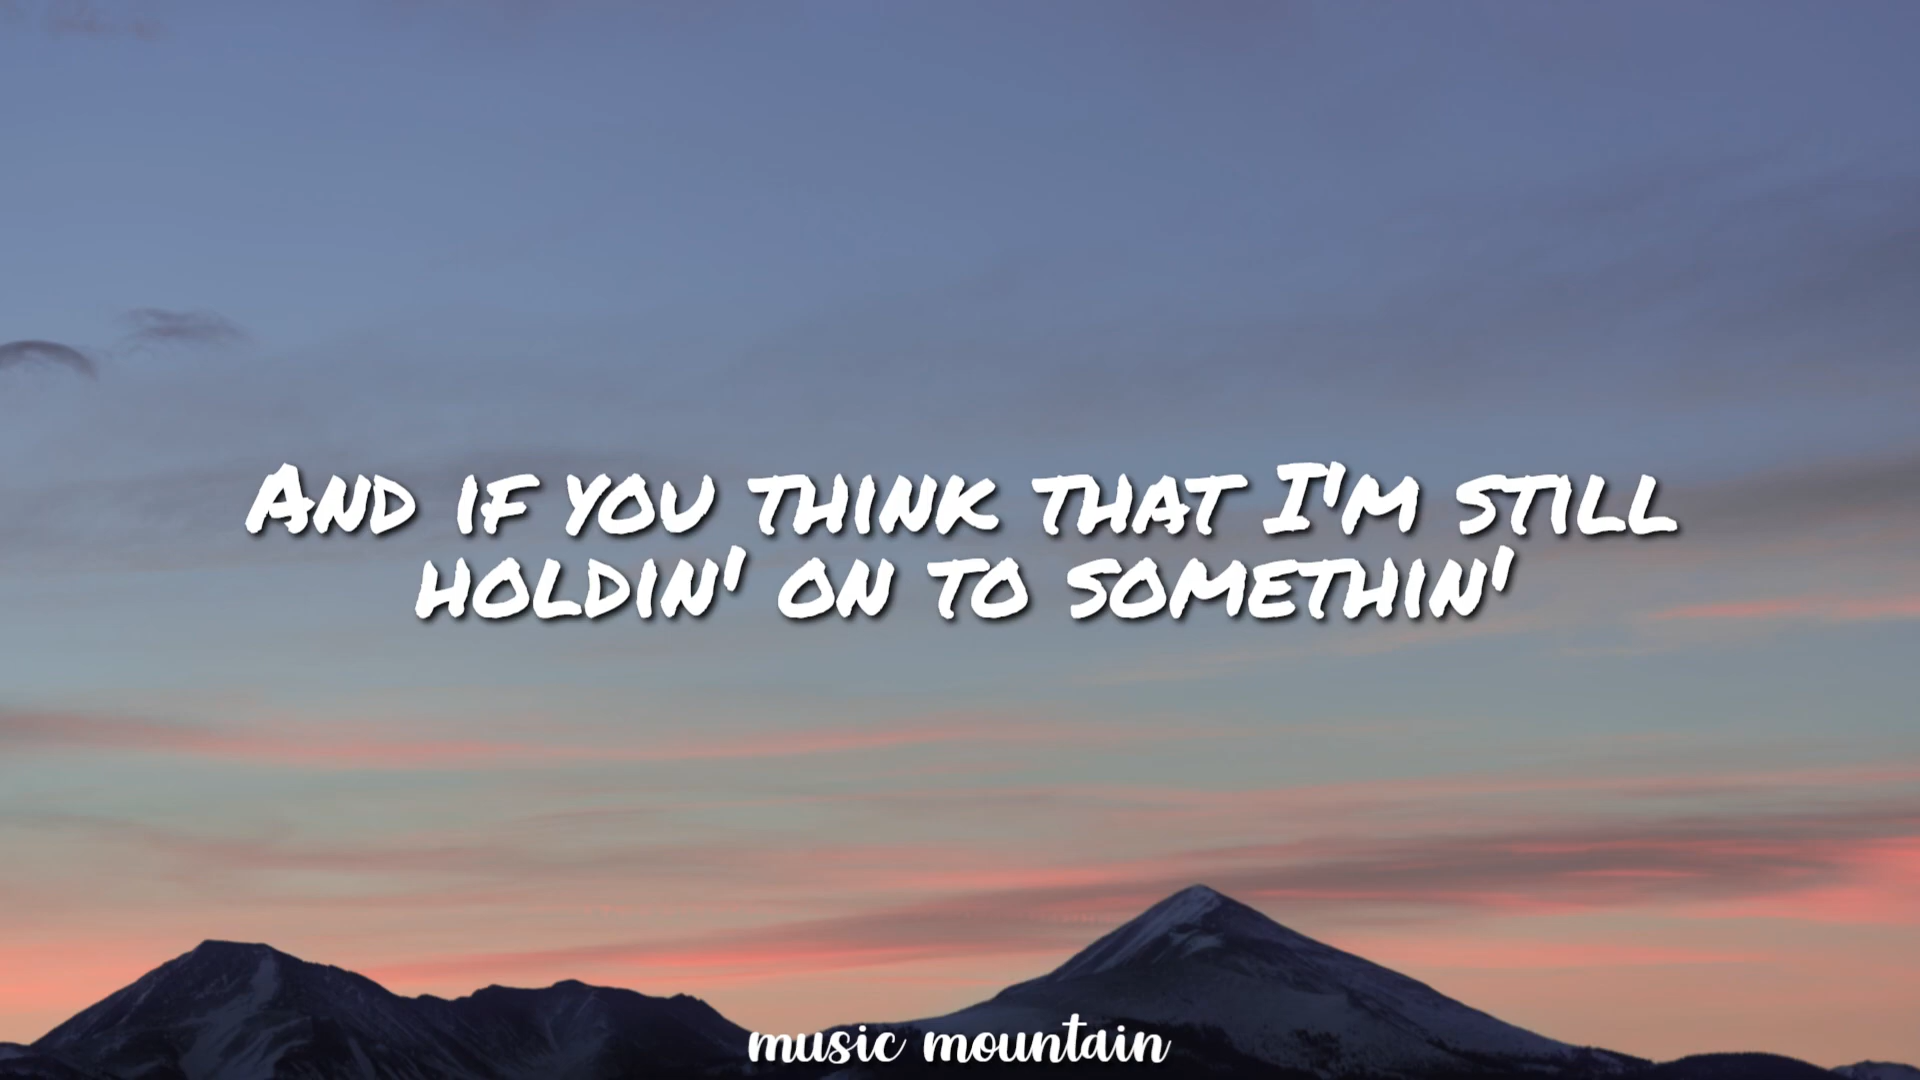 And if you think that I'm still
holdin' on to somethin'
music mountain